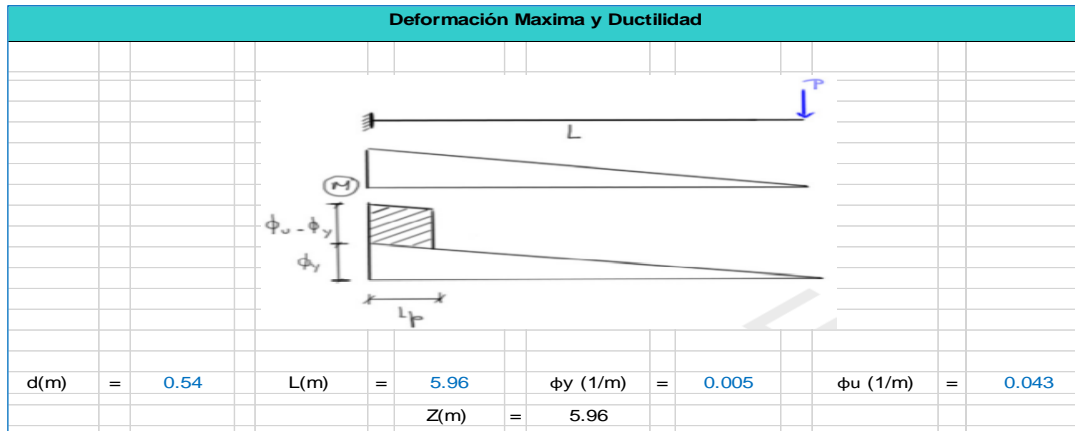 Deformación Maxima y Ductilidad
P
L
M
ϕu - ϕy
ϕy
Lp
d(m) = 0.54 L(m) = 5.96 ϕy (1/m) = 0.005 ϕu (1/m) = 0.043
Z(m) = 5.96